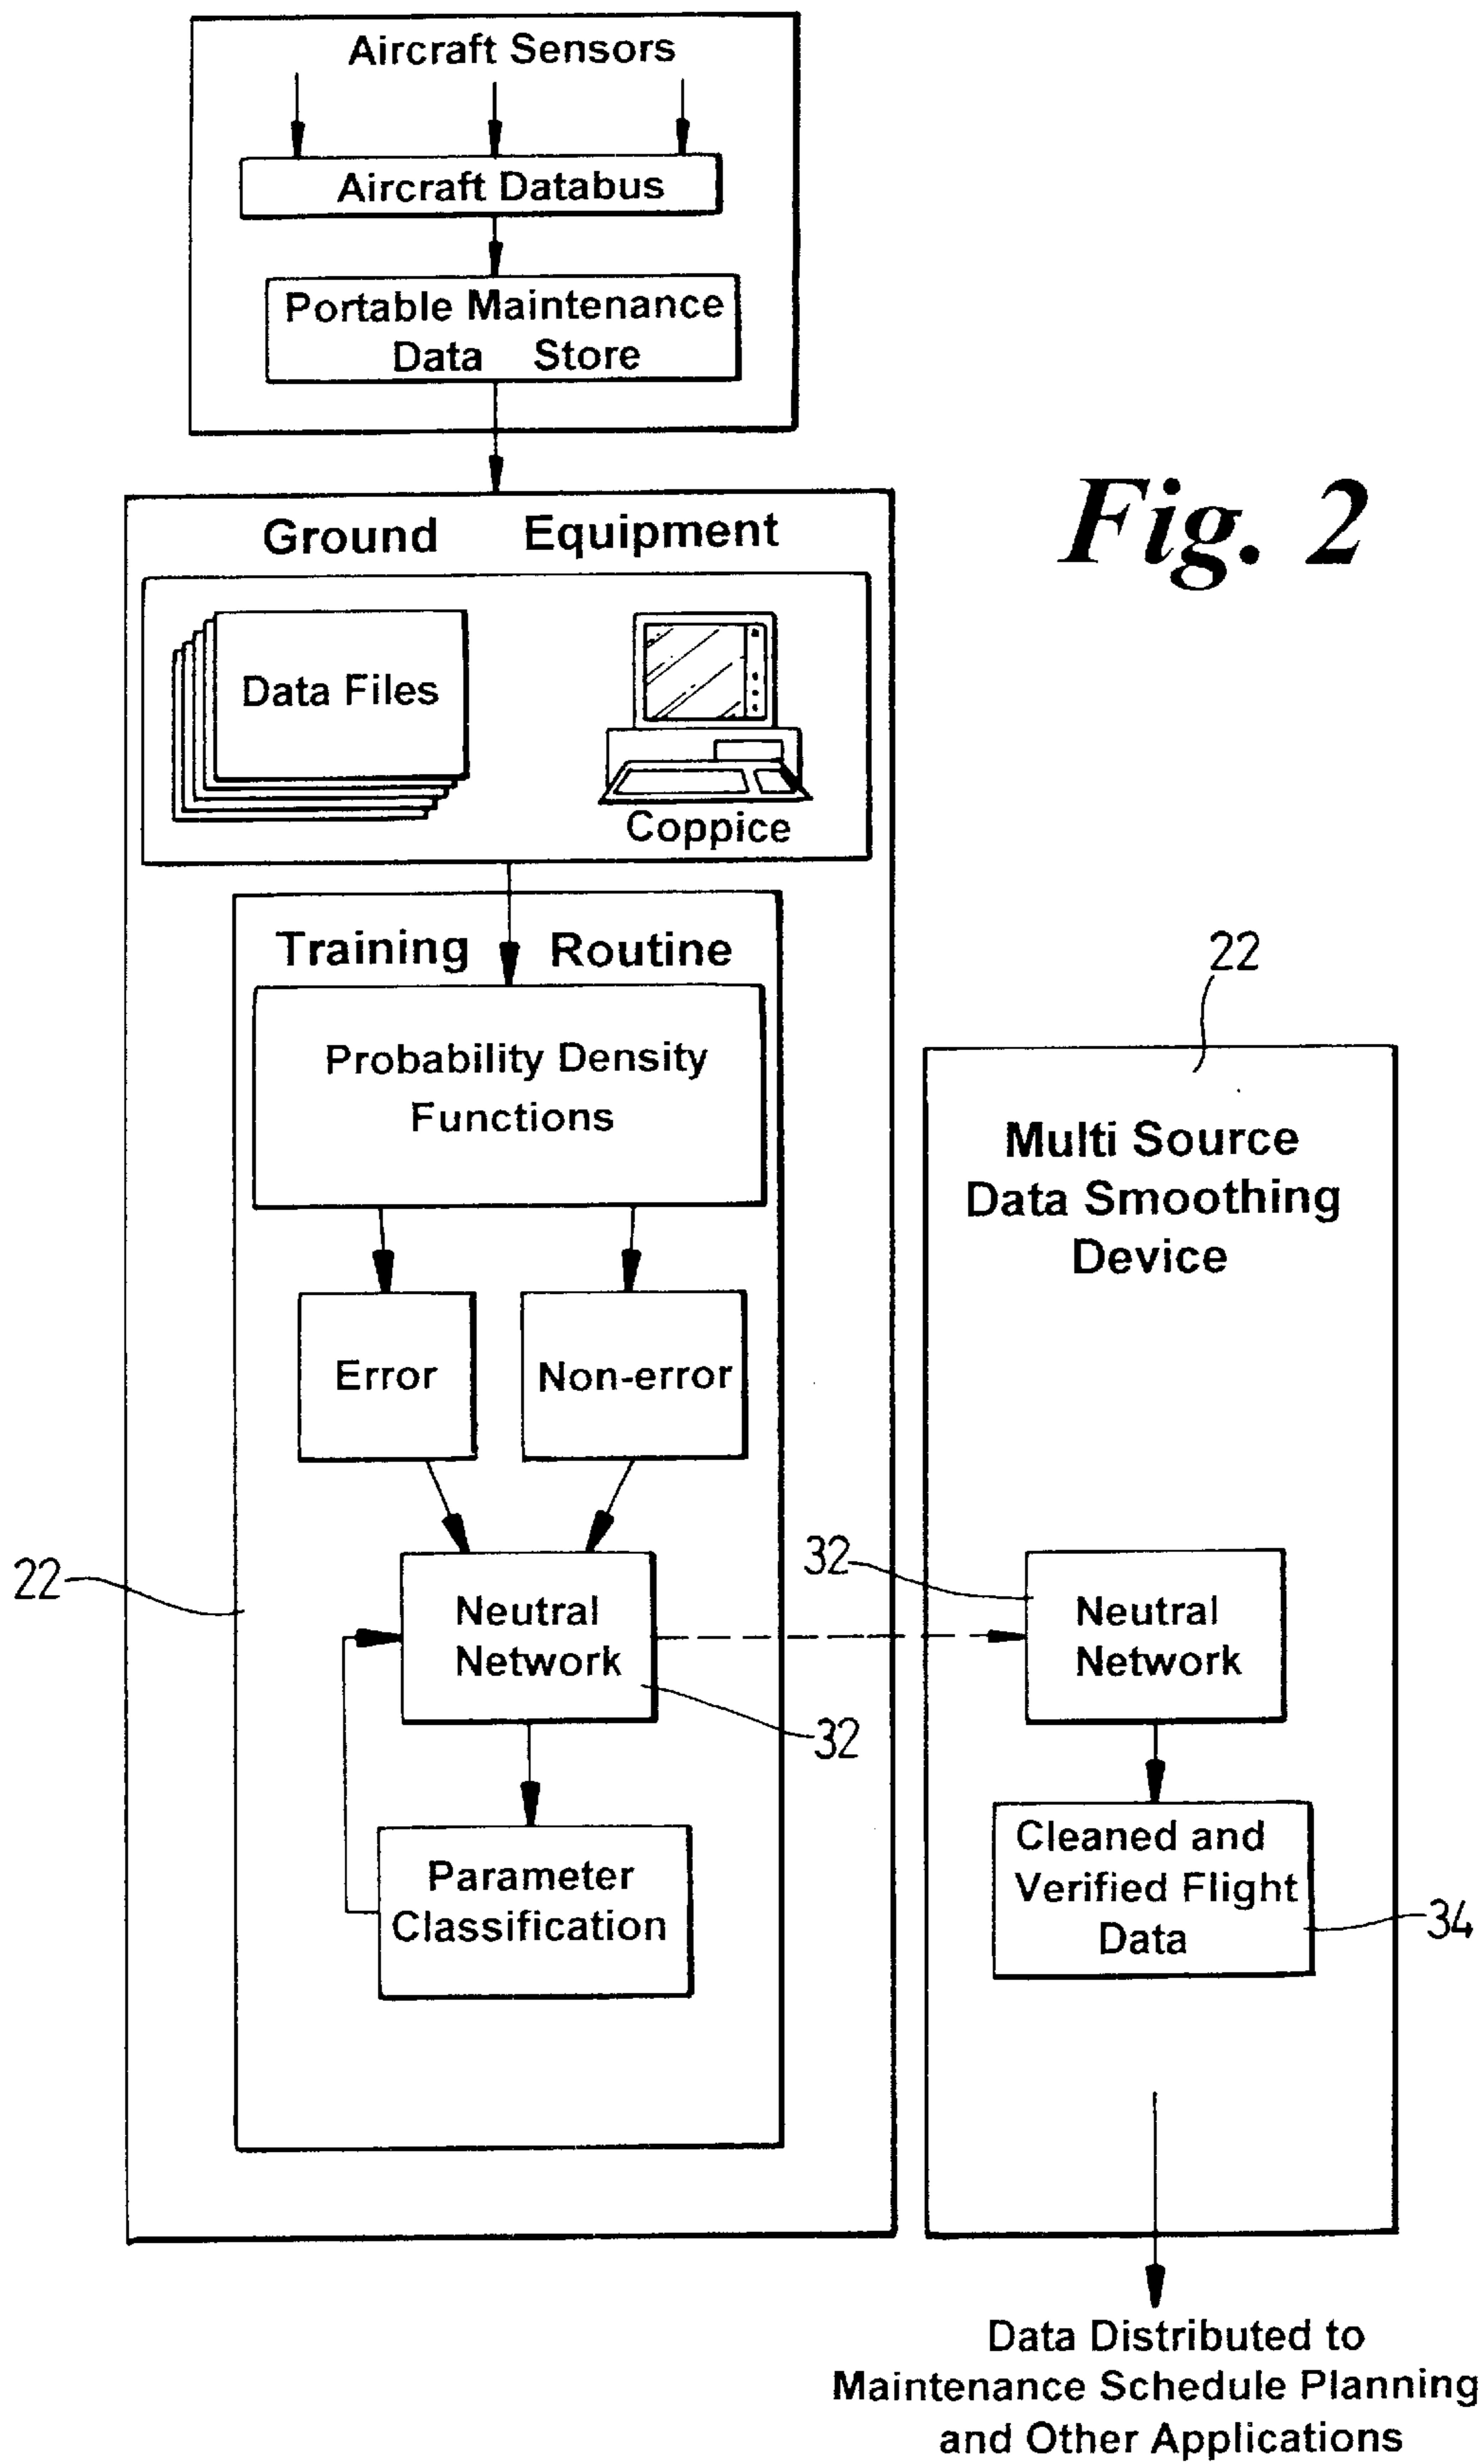 Aircraft Sensors
Aircraft Databus
Portable Maintenance
Data Store
Fig. 2
Ground Equipment
Data Files
Coppice
Training Routine
Probability Density
Functions
Error
Non-error
22
Neutral
Network
32
Parameter
Classification
22
Multi Source
Data Smoothing
Device
32
Neutral
Network
Cleaned and
Verified Flight
Data
34
Data Distributed to
Maintenance Schedule Planning
and Other Applications